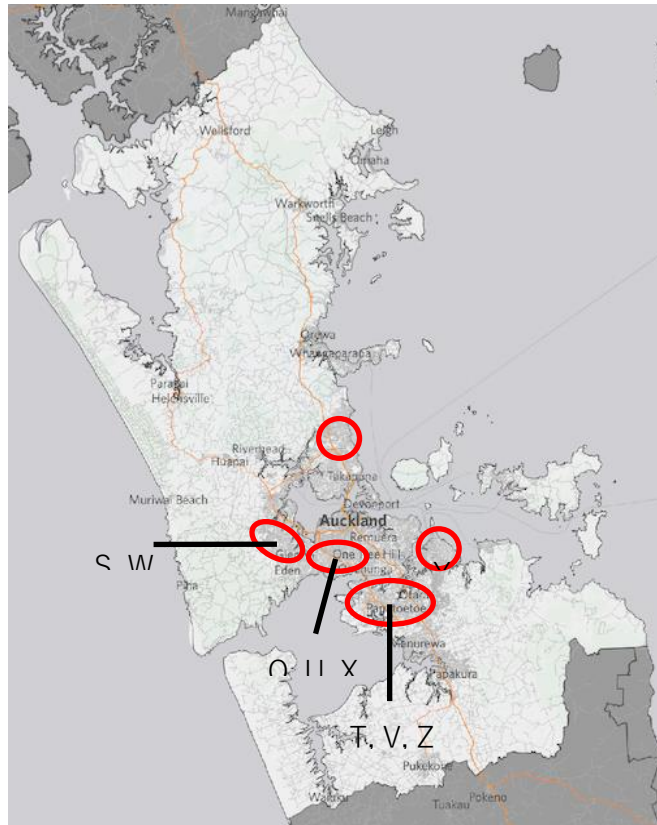 Mangawhai
Wellsford
Leigh
Omaha
Warkworth
Snells Beach
Orewa
Whangaparaoa
Parakai
Helensville
Riverhead
Huapai
Takapuna
Muriwai Beach
Devonport
Auckland
Remuera
One Tree Hill
S, W
Eden
Piha
Otara
Papatoetoe
Manurewa
Papakura
T, V, Z
Pukekohe
Waiuku
Tuakau
Pokeno